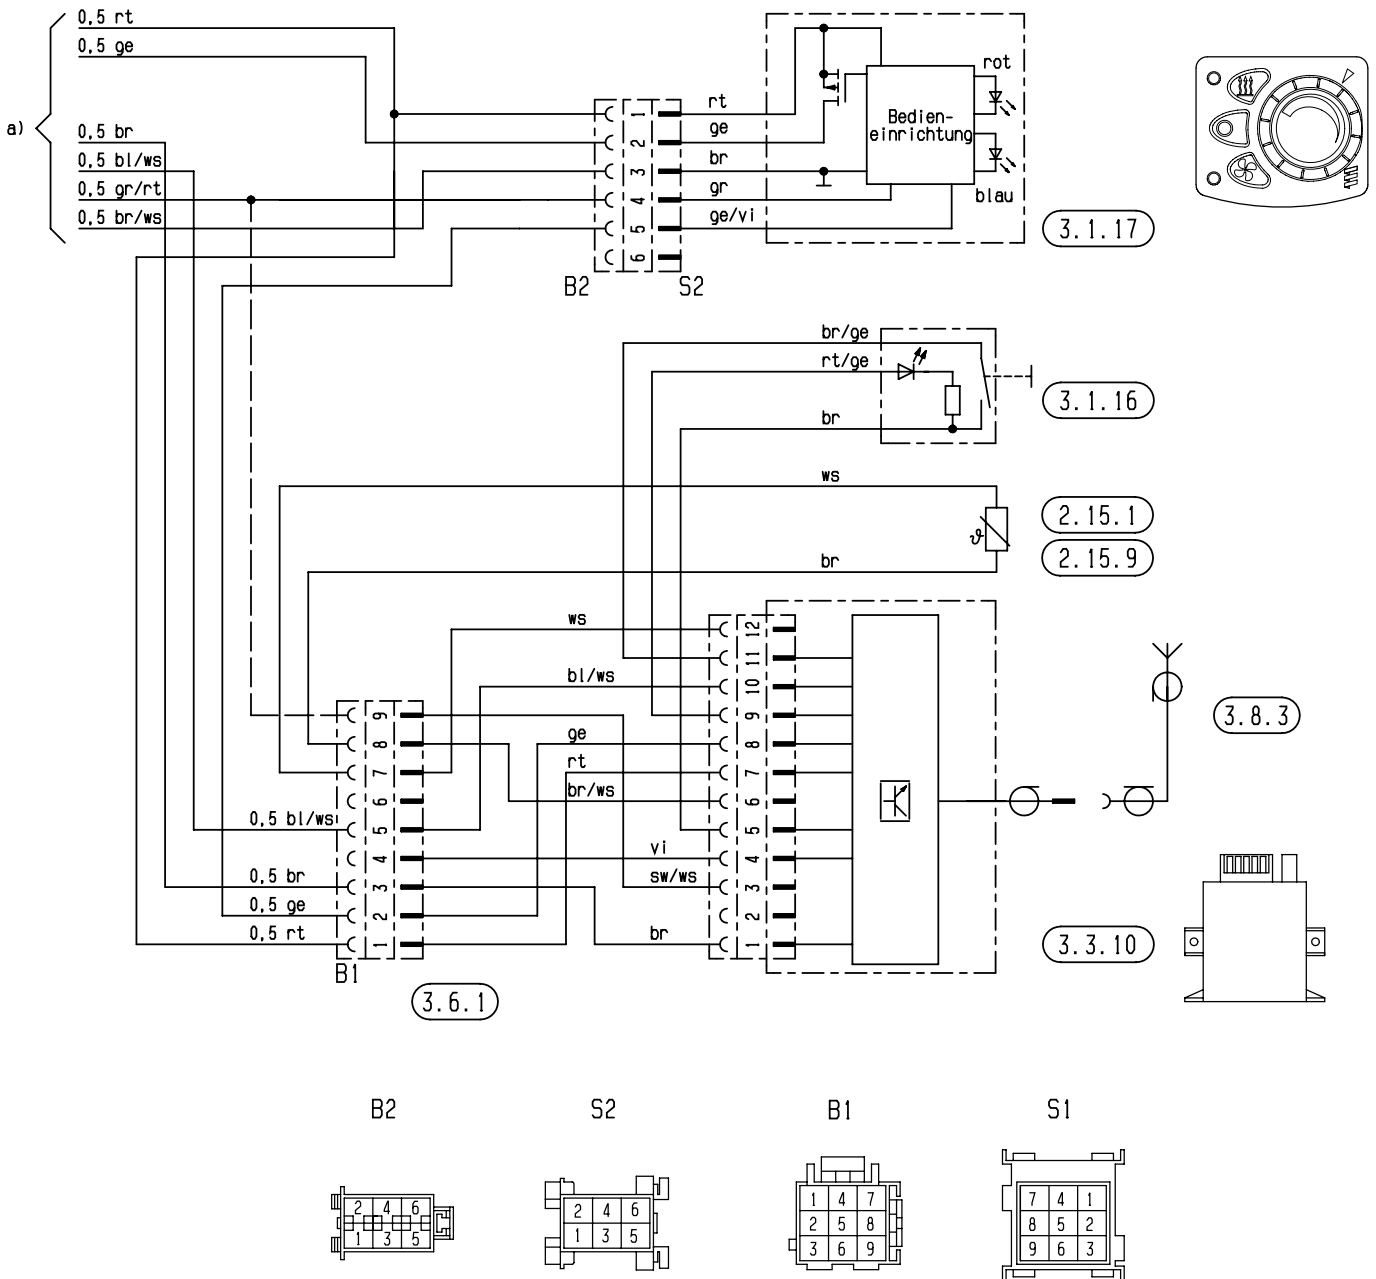 0,5 rt
0,5 ge
a)
0,5 br
0,5 bl/ws
0,5 gr/rt
0,5 br/ws
1
2
3
4
5
6
B2
S2
rt
ge
br
gr
ge/vi
Bedien-
einrichtung
rot
blau
3.1.17
br/ge
rt/ge
br
3.1.16
ws
ϑ
br
2.15.1
2.15.9
ws
bl/ws
ge
rt
br/ws
vi
sw/ws
br
12
11
10
9
8
7
6
5
4
3
2
1
3.8.3
3.3.10
9
8
7
6
5
4
3
2
1
0,5 bl/ws
0,5 br
0,5 ge
0,5 rt
B1
3.6.1
B2
S2
B1
S1
2 4 6
1 3 5
2 4 6
1 3 5
1 4 7
2 5 8
3 6 9
7 4 1
8 5 2
9 6 3